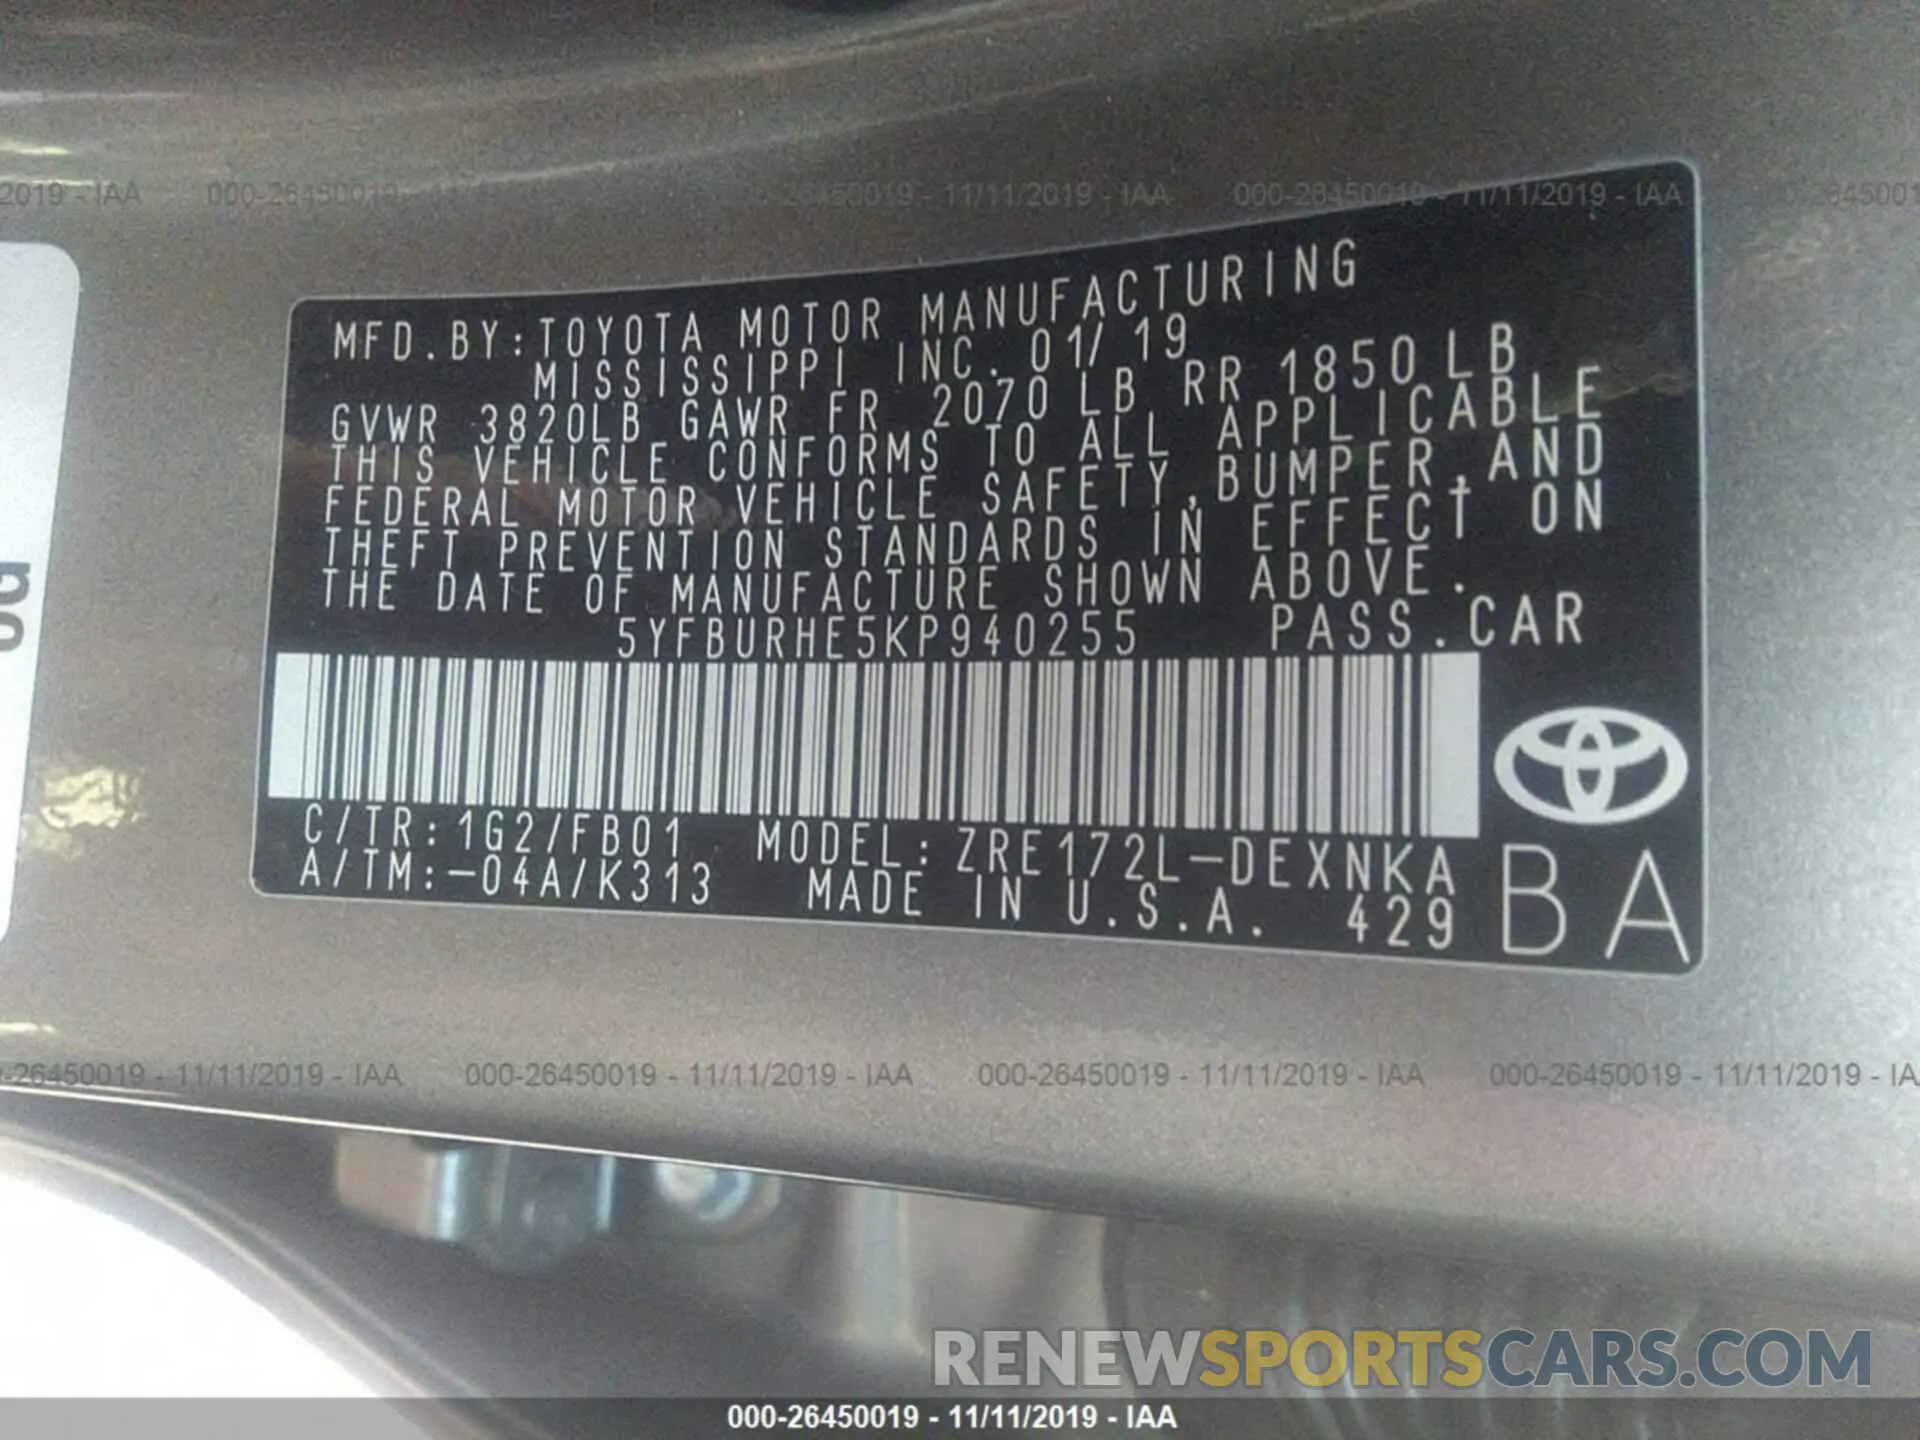 2019 - IAA 000-26450019 - 26450019 - 11/11/2019 - IAA 000-26450019 - 11/11/2019 - IAA
MFD.BY:TOYOTA MOTOR MANUFACTURING
MISSISSIPPI INC. 01/19
GVWR 3820LB GAWR FR 2070LB RR 1850LB
THIS VEHICLE CONFORMS TO ALL APPLICABLE
FEDERAL MOTOR VEHICLE SAFETY,BUMPER,AND
THEFT PREVENTION STANDARDS IN EFFECT ON
THE DATE OF MANUFACTURE SHOWN ABOVE.
5YFBURHE5KP940255 PASS.CAR
C/TR:1G2/FB01 MODEL:ZRE172L-DEXNKA
A/TM:-04A/K313 MADE IN U.S.A. 429
BA
-26450019 - 11/11/2019 - IAA 000-26450019 - 11/11/2019 - IAA 000-26450019 - 11/11/2019 - IAA 000-26450019 - 11/11/2019 - IA
RENEWSPORTSCARS.COM
000-26450019 - 11/11/2019 - IAA